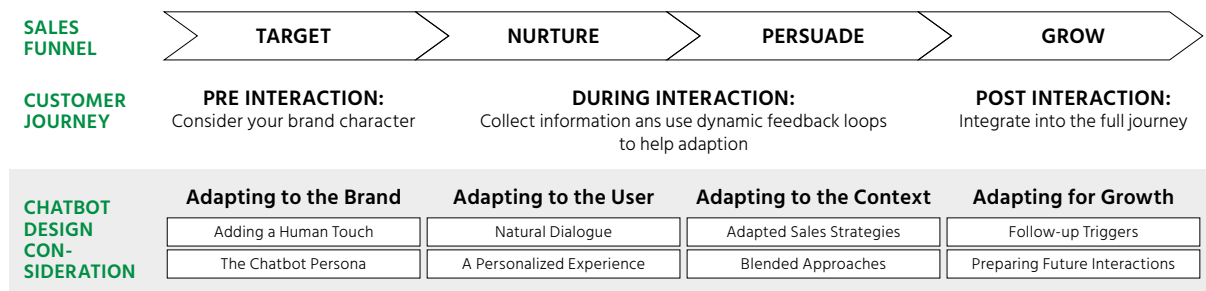 SALES
FUNNEL
TARGET
NURTURE
PERSUADE
GROW
CUSTOMER
JOURNEY
PRE INTERACTION:
Consider your brand character
DURING INTERACTION:
Collect information ans use dynamic feedback loops
to help adaption
POST INTERACTION:
Integrate into the full journey
CHATBOT
DESIGN
CON-
SIDERATION
Adapting to the Brand
Adding a Human Touch
The Chatbot Persona
Adapting to the User
Natural Dialogue
A Personalized Experience
Adapting to the Context
Adapted Sales Strategies
Blended Approaches
Adapting for Growth
Follow-up Triggers
Preparing Future Interactions